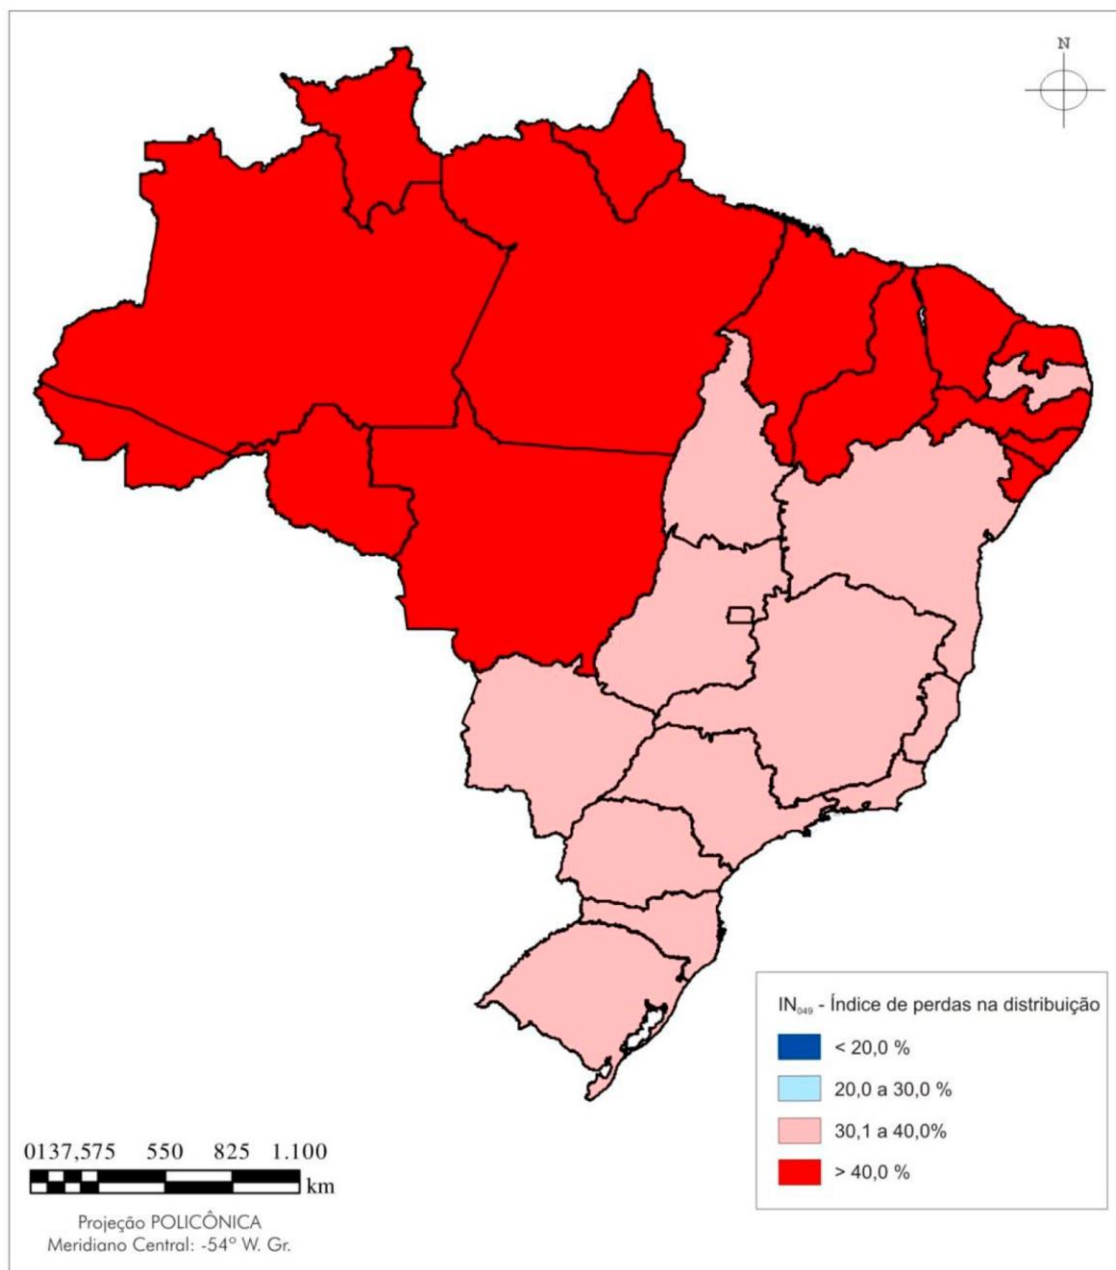 N
IN049 - Índice de perdas na distribuição
< 20,0 %
20,0 a 30,0 %
30,1 a 40,0%
> 40,0 %
0137,575 550 825 1.100
km
Projeção POLICÔNICA
Meridiano Central: -54º W. Gr.